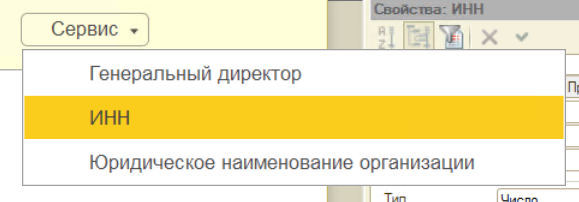 Свойства: ИНН
Сервис
Генеральный директор
ИНН
Юридическое наименование организации
Тип
Число